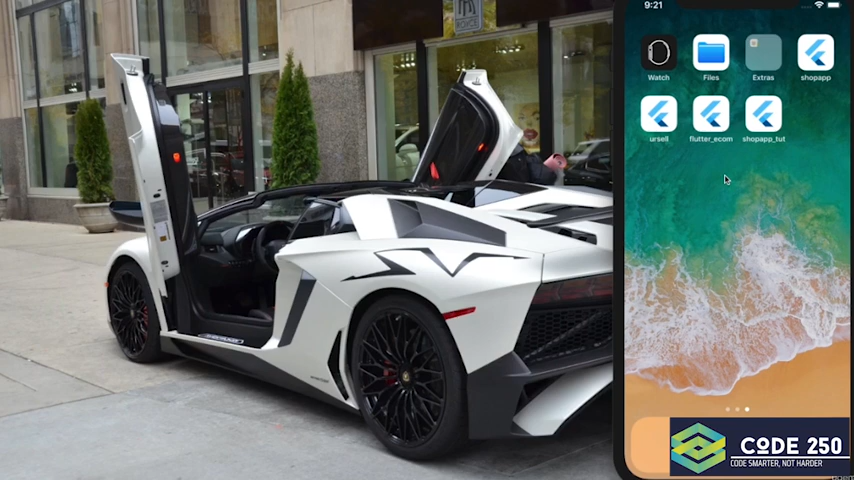 9:21
Watch
Files
Extras
shopapp
ursell
flutter_ecom
shopapp_tut
CODE 250
CODE SMARTER, NOT HARDER